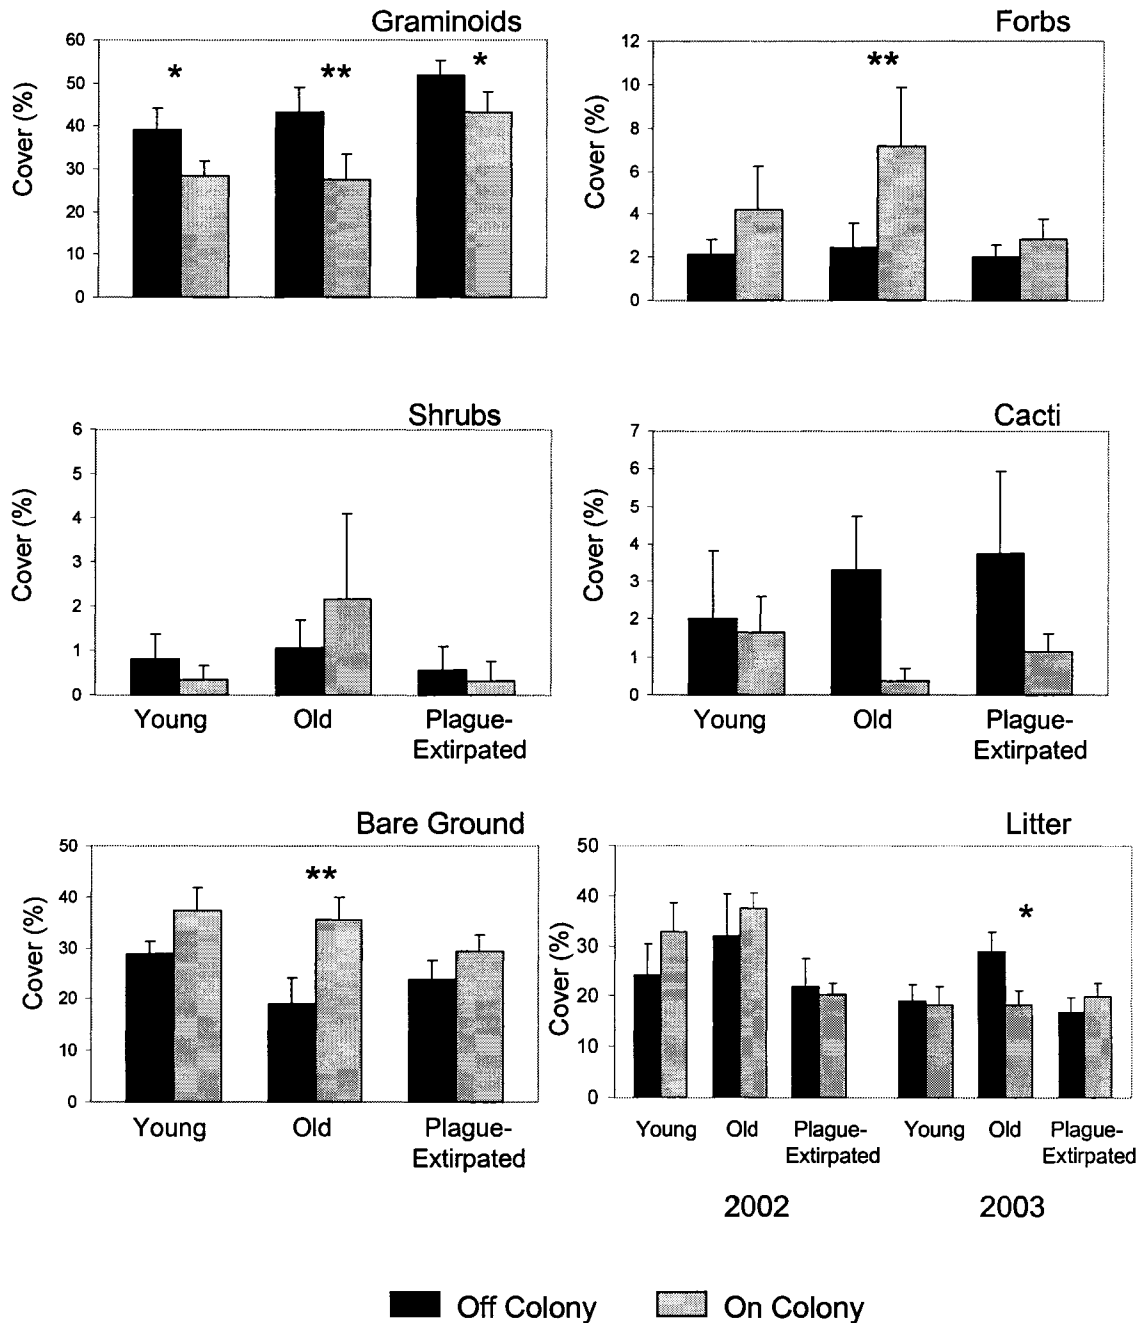 Graminoids
Cover (%)
60
50
40
30
20
10
0
*
**
*
Forbs
Cover (%)
12
10
8
6
4
2
0
**
Shrubs
Cover (%)
6
5
4
3
2
1
0
Young Old Plague-
Extirpated
Cacti
Cover (%)
7
6
5
4
3
2
1
0
Young Old Plague-
Extirpated
Bare Ground
Cover (%)
50
40
30
20
10
0
**
Young Old Plague-
Extirpated
Litter
Cover (%)
50
40
30
20
10
0
*
Young Old Plague- Young Old Plague-
Extirpated Extirpated
2002 2003
Off Colony On Colony